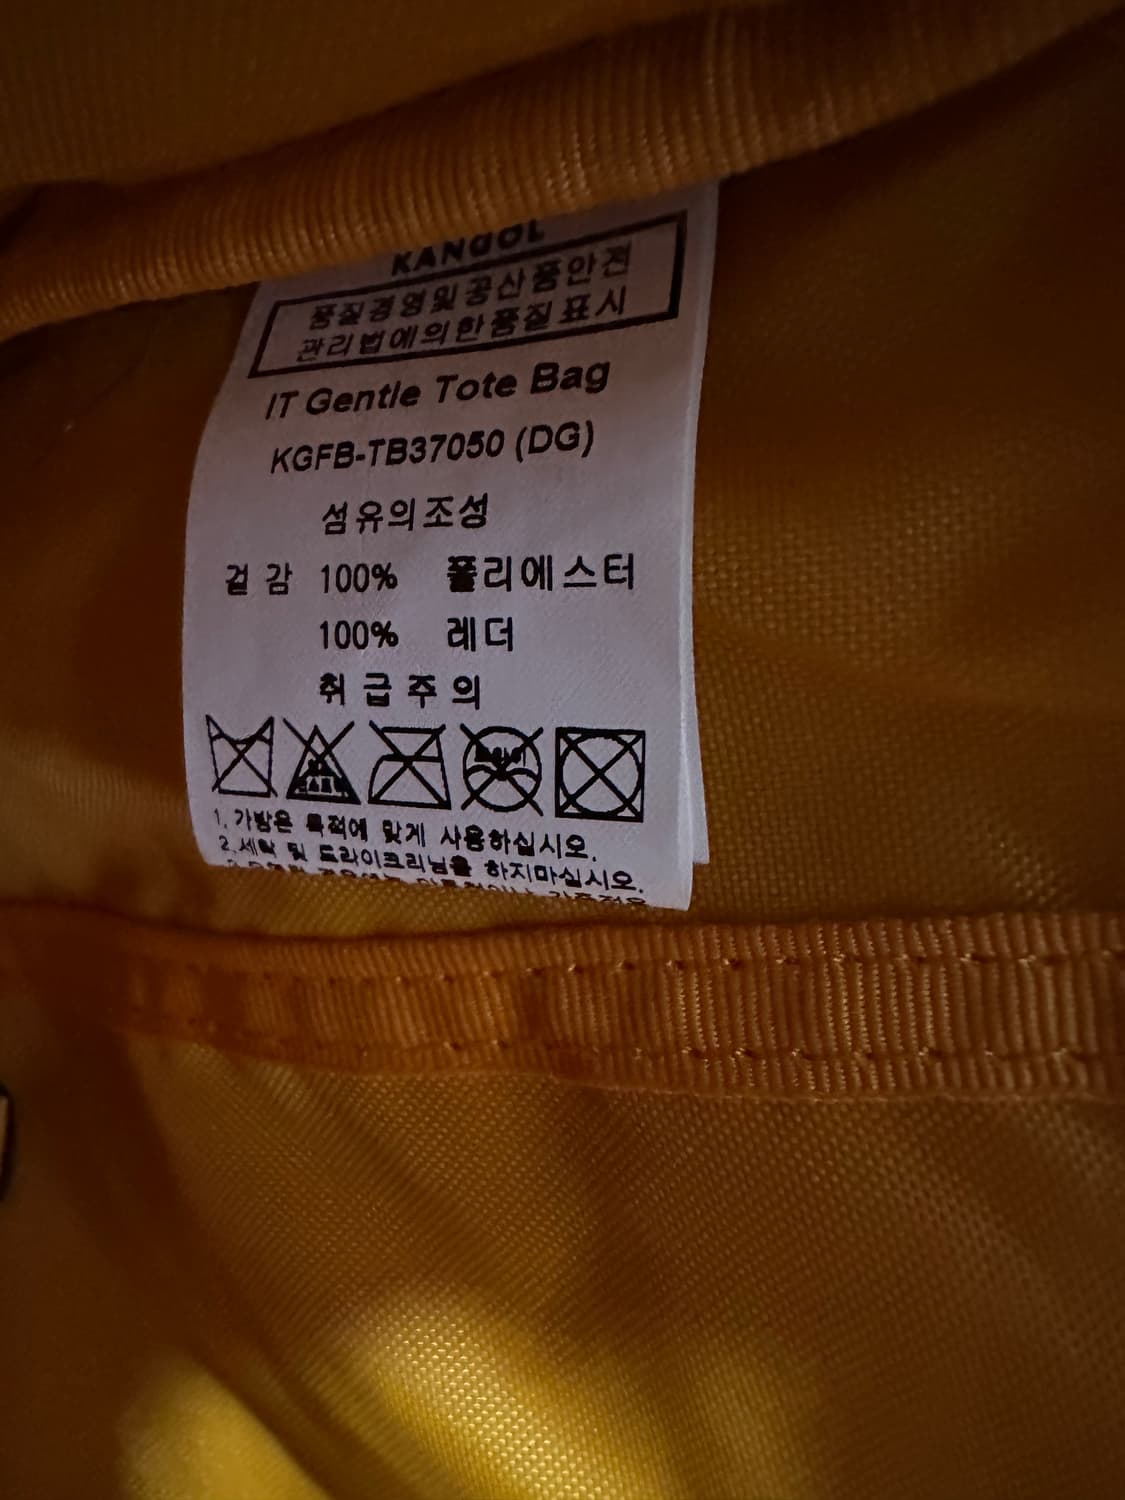 KANGOL
품질경영및공산품안전
관리법에의한품질표시
IT Gentle Tote Bag
KGFB-TB37050 (DG)
섬유의조성
겉 감 100% 폴리에스터
100% 레더
취 급 주 의
1. 가방은 목적에 맞게 사용하십시오.
2. 세탁 및 드라이크리닝을 하지마십시오.